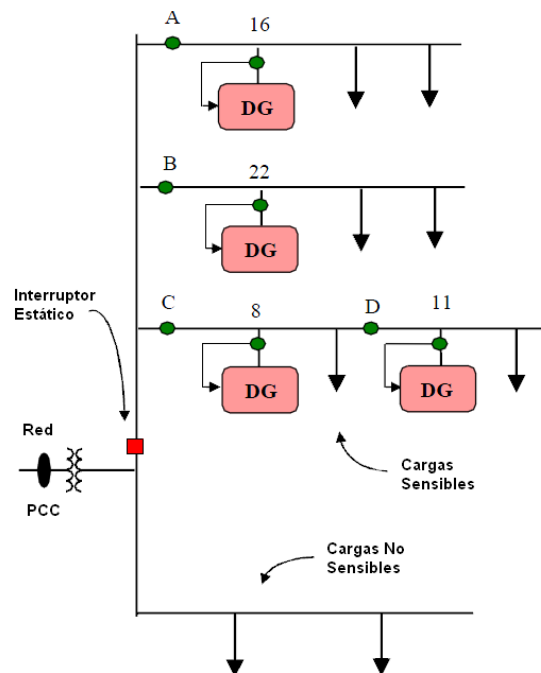 A
16
DG
B
22
DG
Interruptor
Estático
C
8
D
11
DG
DG
Red
PCC
Cargas
Sensibles
Cargas No
Sensibles